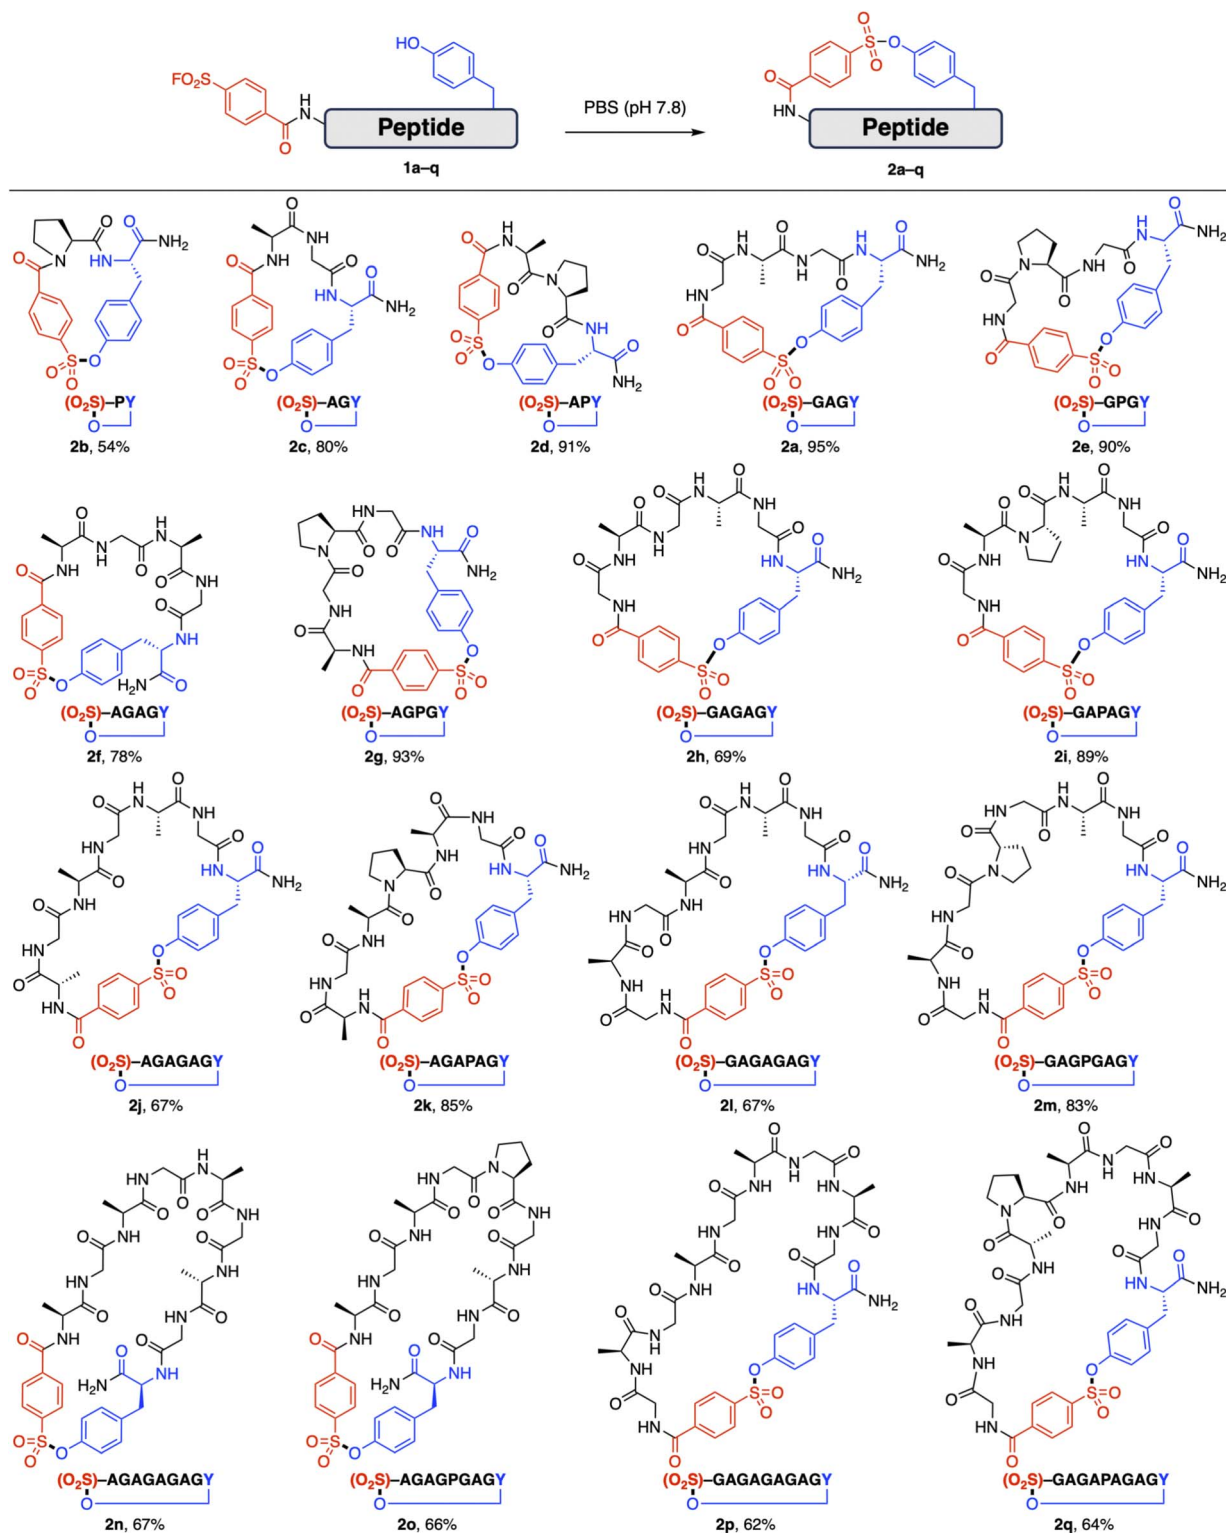 FO₂S
HO
H
N
O
Peptide
1a–q
PBS (pH 7.8)
O
S–O
O
O
HN
Peptide
2a–q
(O₂S)–PY
O
2b, 54%
(O₂S)–AGY
O
2c, 80%
(O₂S)–APY
O
2d, 91%
(O₂S)–GAGY
O
2a, 95%
(O₂S)–GPGY
O
2e, 90%
(O₂S)–AGAGY
O
2f, 78%
(O₂S)–AGPGY
O
2g, 93%
(O₂S)–GAGAGY
O
2h, 69%
(O₂S)–GAPAGY
O
2i, 89%
(O₂S)–AGAGAGY
O
2j, 67%
(O₂S)–AGAPAGY
O
2k, 85%
(O₂S)–GAGAGAGY
O
2l, 67%
(O₂S)–GAGPGAGY
O
2m, 83%
(O₂S)–AGAGAGAGY
O
2n, 67%
(O₂S)–AGAGPGAGY
O
2o, 66%
(O₂S)–GAGAGAGAGY
O
2p, 62%
(O₂S)–GAGAPAGAGY
O
2q, 64%